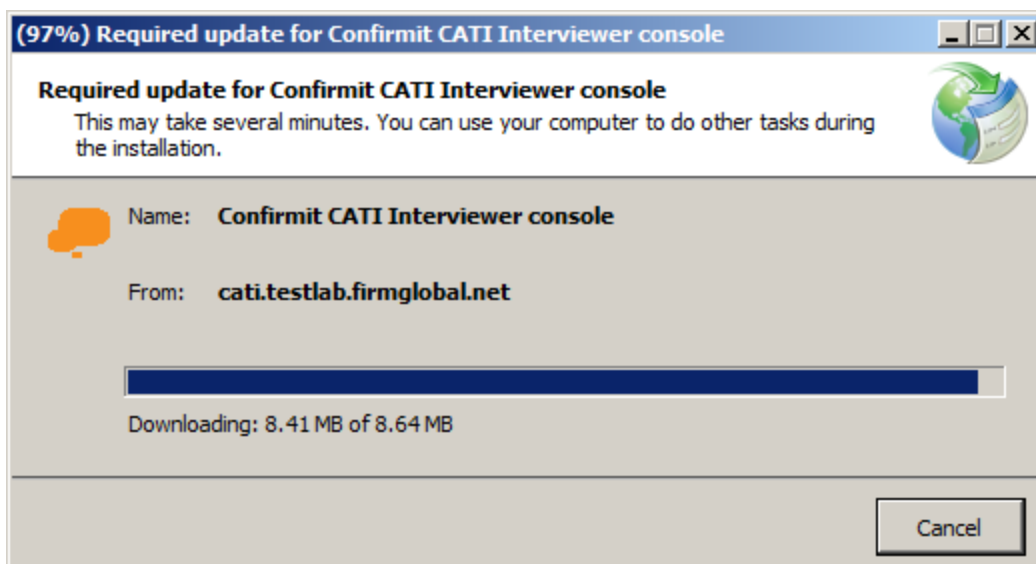 (97%) Required update for Confirmit CATI Interviewer console
Required update for Confirmit CATI Interviewer console
This may take several minutes. You can use your computer to do other tasks during
the installation.
Name: Confirmit CATI Interviewer console
From: cati.testlab.firmglobal.net
Downloading: 8.41 MB of 8.64 MB
Cancel